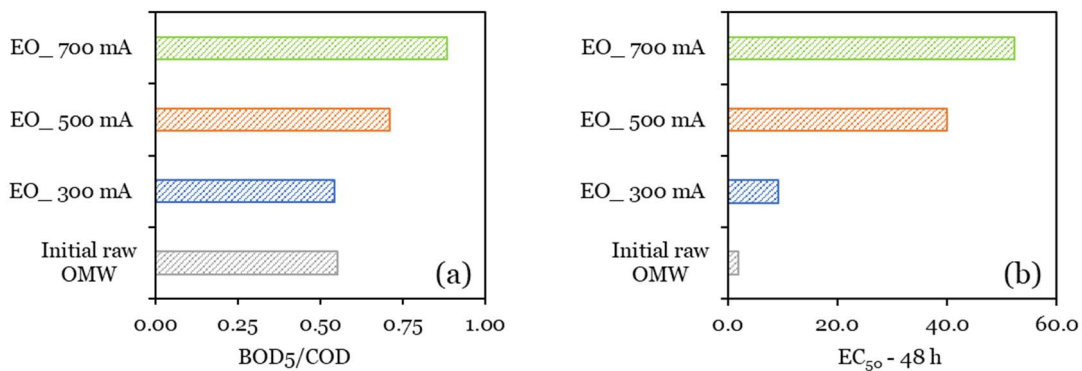 EO_ 700 mA
EO_ 500 mA
EO_ 300 mA
Initial raw
OMW
(a)
0.00 0.25 0.50 0.75 1.00
BOD5/COD
EO_ 700 mA
EO_ 500 mA
EO_ 300 mA
Initial raw
OMW
(b)
0.0 20.0 40.0 60.0
EC₅₀ - 48 h